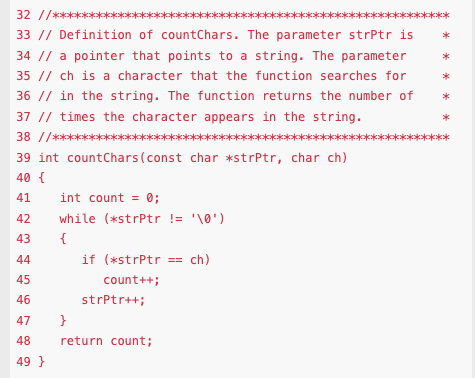 32 //*******************************************************
33 // Definition of countChars. The parameter strPtr is    *
34 // a pointer that points to a string. The parameter     *
35 // ch is a character that the function searches for     *
36 // in the string. The function returns the number of    *
37 // times the character appears in the string.           *
38 //*******************************************************
39 int countChars(const char *strPtr, char ch)
40 {
41    int count = 0;
42    while (*strPtr != '\0')
43    {
44       if (*strPtr == ch)
45          count++;
46       strPtr++;
47    }
48    return count;
49 }